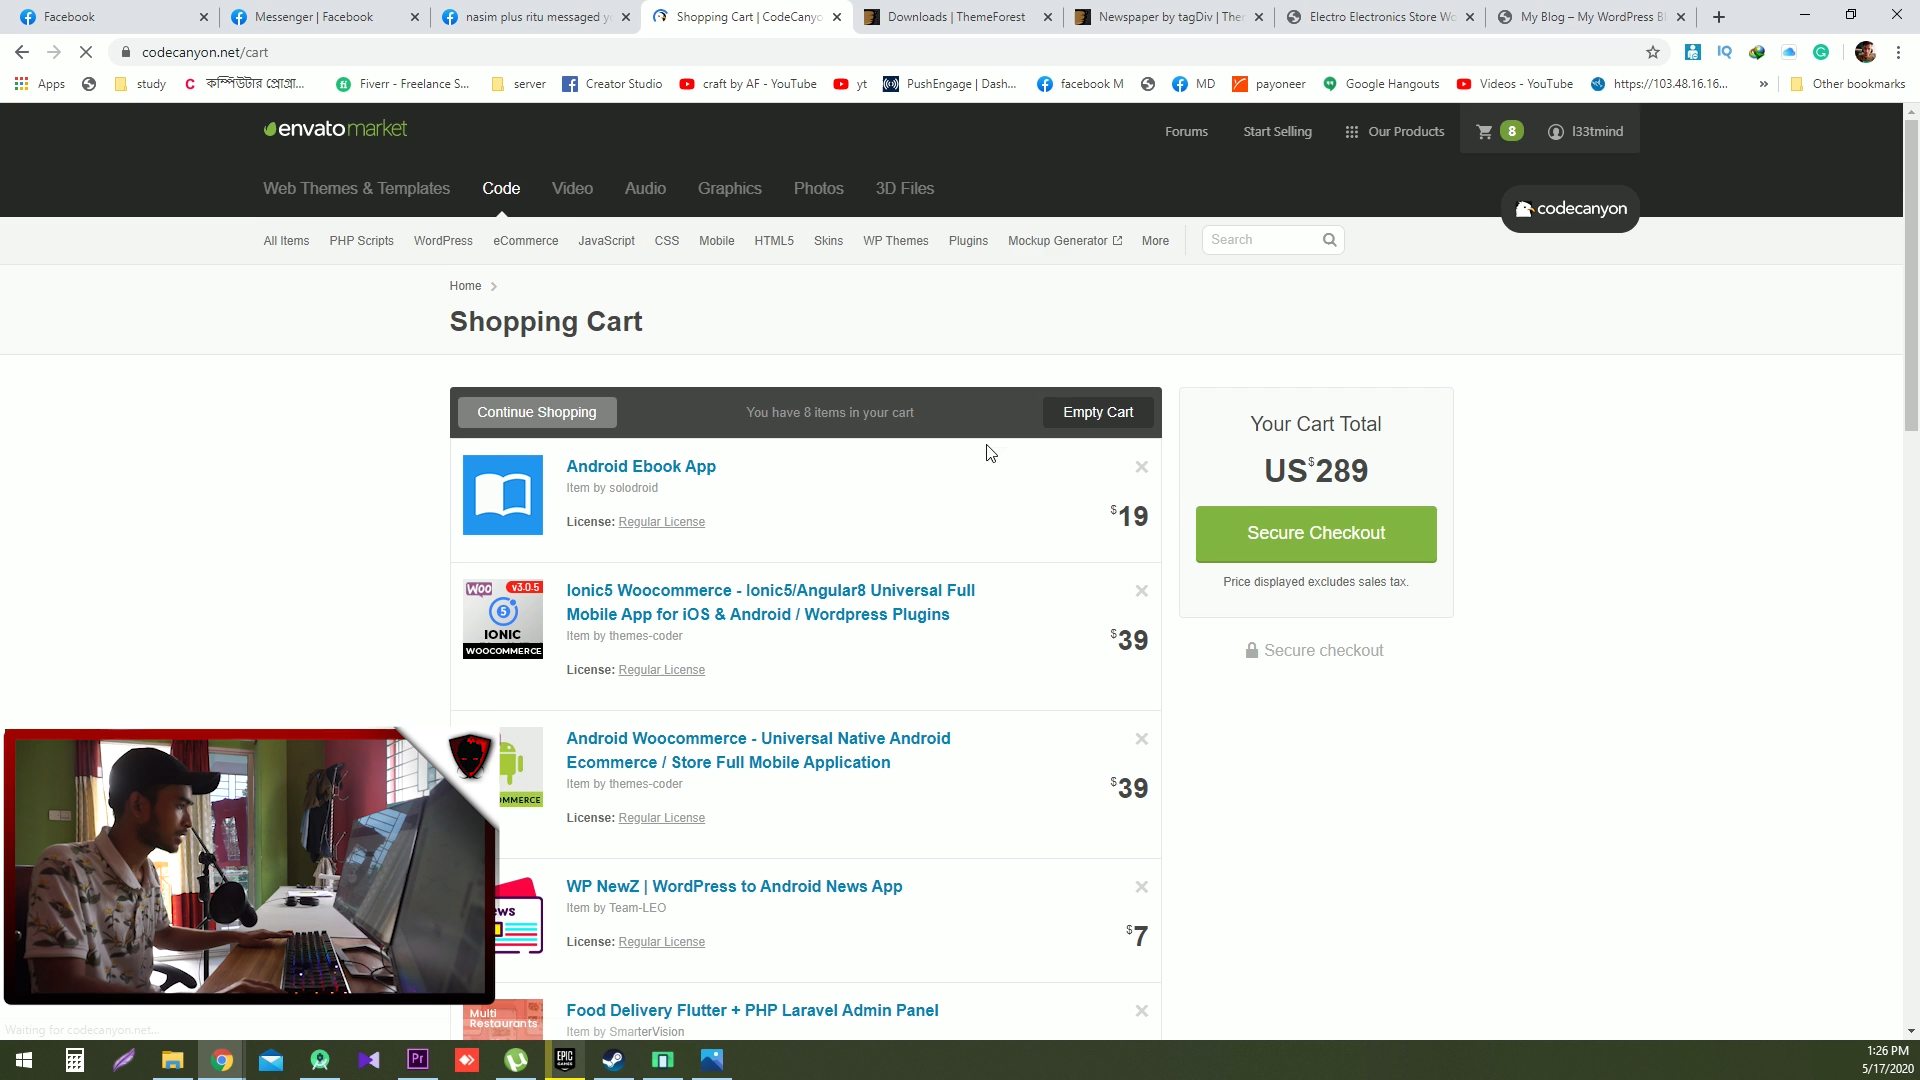 Facebook
Messenger | Facebook
nasim plus ritu messaged y
Shopping Cart | CodeCanyo
Downloads | ThemeForest
Newspaper by tagDiv | The
Electro Electronics Store Wo
My Blog – My WordPress B
codecanyon.net/cart
Apps
study
কম্পিউটার প্রোগ্রা...
Fiverr - Freelance S...
server
Creator Studio
craft by AF - YouTube
yt
PushEngage | Dash...
facebook M
MD
payoneer
Google Hangouts
Videos - YouTube
https://103.48.16.16...
»
Other bookmarks
envatomarket
Forums
Start Selling
Our Products
8
l33tmind
Web Themes & Templates
Code
Video
Audio
Graphics
Photos
3D Files
codecanyon
All Items
PHP Scripts
WordPress
eCommerce
JavaScript
CSS
Mobile
HTML5
Skins
WP Themes
Plugins
Mockup Generator
More
Search
Home
Shopping Cart
Continue Shopping
You have 8 items in your cart
Empty Cart
Your Cart Total
US$289
Secure Checkout
Price displayed excludes sales tax.
Secure checkout
Android Ebook App
Item by solodroid
License: Regular License
$19
WOO
v3.0.5
5
IONIC
WOOCOMMERCE
Ionic5 Woocommerce - Ionic5/Angular8 Universal Full
Mobile App for iOS & Android / Wordpress Plugins
Item by themes-coder
License: Regular License
$39
MMERCE
Android Woocommerce - Universal Native Android
Ecommerce / Store Full Mobile Application
Item by themes-coder
License: Regular License
$39
WP NewZ | WordPress to Android News App
Item by Team-LEO
License: Regular License
$7
Multi
Restaurants
Food Delivery Flutter + PHP Laravel Admin Panel
Item by SmarterVision
Waiting for codecanyon.net...
Pr
EPIC
GAMES
1:26 PM
5/17/2020